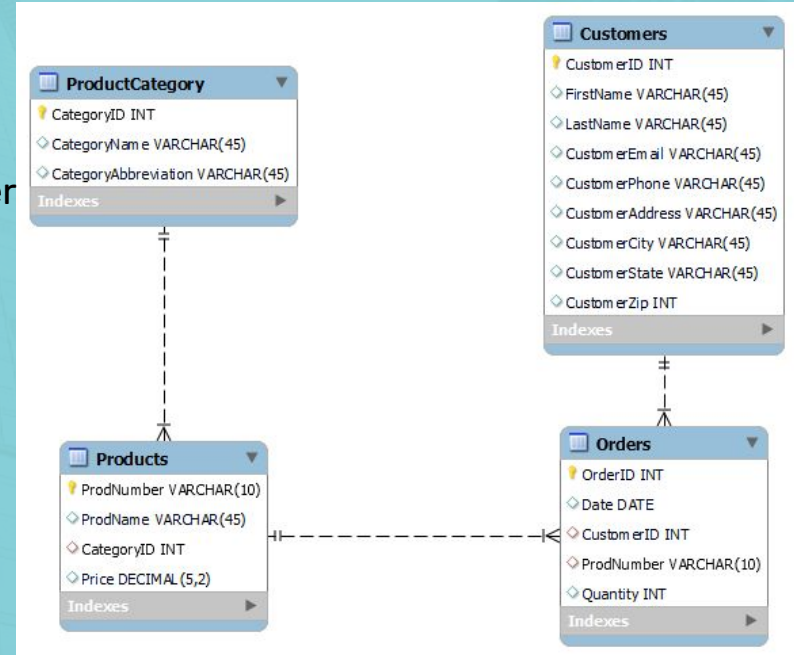 er
ProductCategory
CategoryID INT
CategoryName VARCHAR(45)
CategoryAbbreviation VARCHAR(45)
Indexes
Customers
CustomerID INT
FirstName VARCHAR(45)
LastName VARCHAR(45)
CustomerEmail VARCHAR(45)
CustomerPhone VARCHAR(45)
CustomerAddress VARCHAR(45)
CustomerCity VARCHAR(45)
CustomerState VARCHAR(45)
CustomerZip INT
Indexes
Products
ProdNumber VARCHAR(10)
ProdName VARCHAR(45)
CategoryID INT
Price DECIMAL(5,2)
Indexes
Orders
OrderID INT
Date DATE
CustomerID INT
ProdNumber VARCHAR(10)
Quantity INT
Indexes